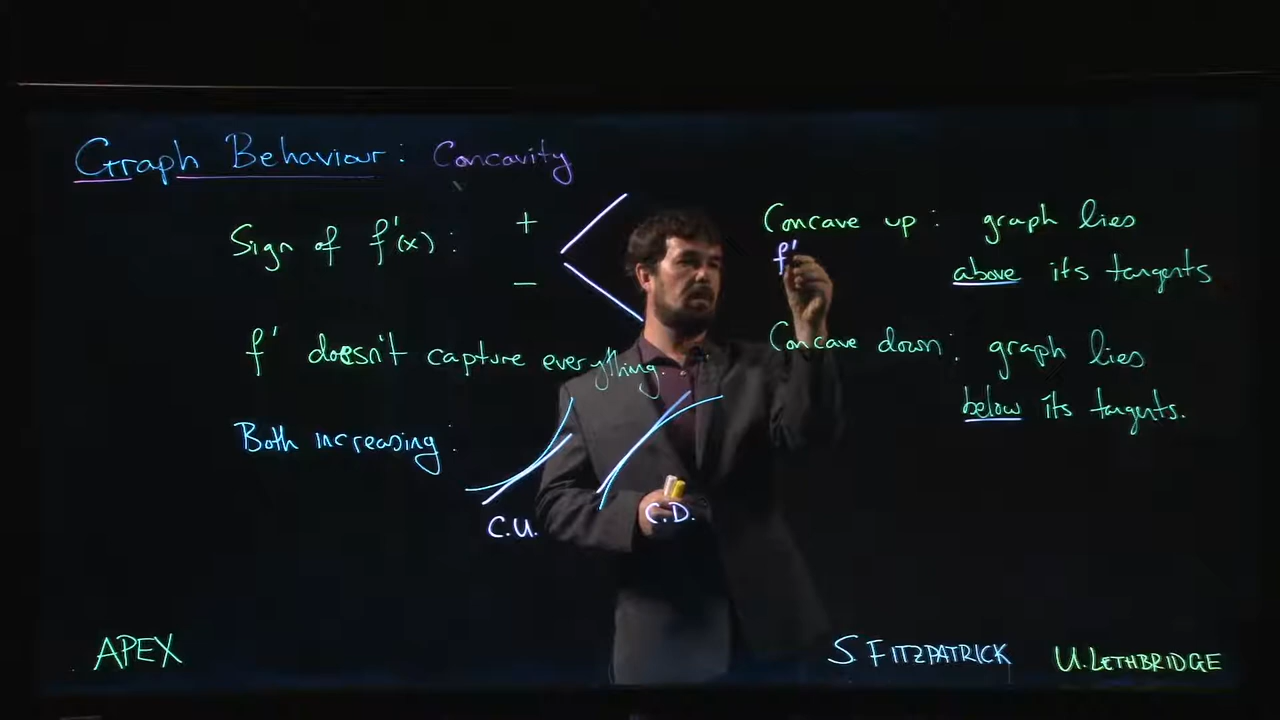 Graph Behaviour: Concavity
Sign of f'(x): + −
f' doesn't capture everything.
Both increasing:
C.U. C.D.
Concave up: graph lies
f'
above its tangents
Concave down: graph lies
below its tangents.
APEX
S. FITZPATRICK U. LETHBRIDGE